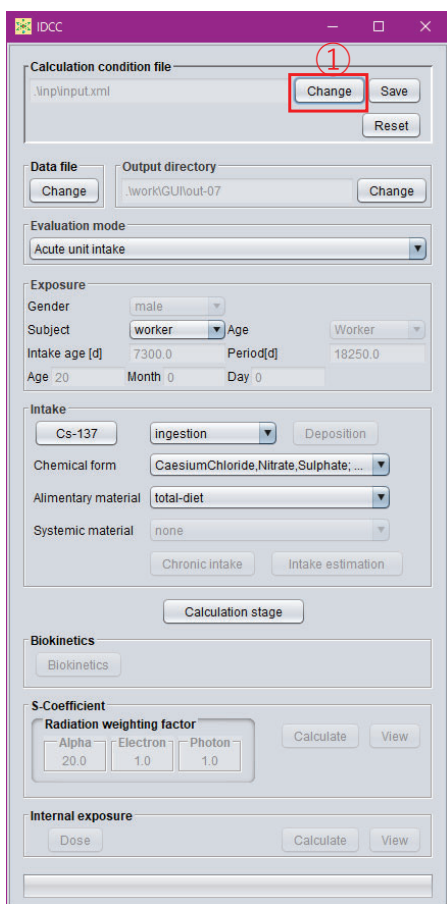 IDCC
①
Calculation condition file
.\inp\input.xml Change Save
Reset
Data file Output directory
Change .\work\GUI\out-07 Change
Evaluation mode
Acute unit intake
Exposure
Gender male
Subject worker Age Worker
Intake age [d] 7300.0 Period[d] 18250.0
Age 20 Month 0 Day 0
Intake
Cs-137 ingestion Deposition
Chemical form CaesiumChloride,Nitrate,Sulphate; ...
Alimentary material total-diet
Systemic material none
Chronic intake Intake estimation
Calculation stage
Biokinetics
Biokinetics
S-Coefficient
Radiation weighting factor
Alpha Electron Photon Calculate View
20.0 1.0 1.0
Internal exposure
Dose Calculate View